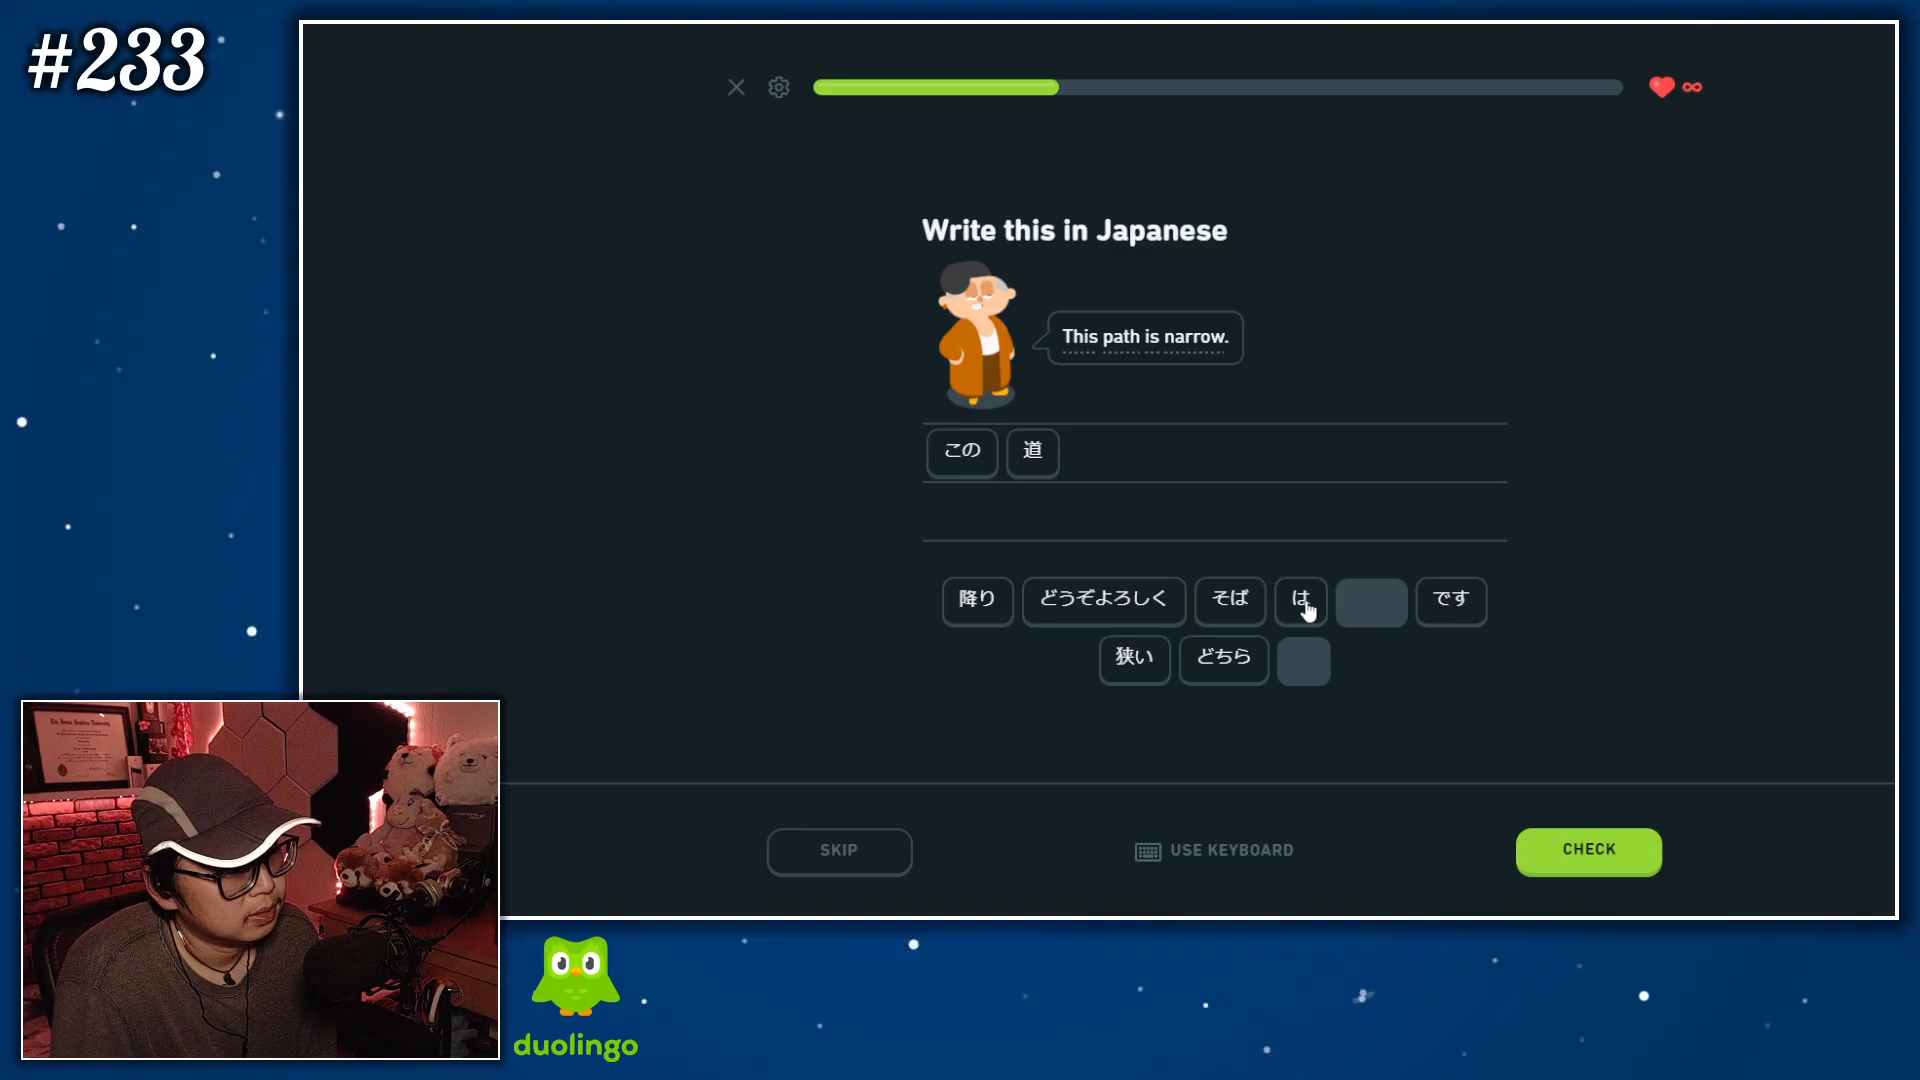 #233
Write this in Japanese
This path is narrow.
この 道
降り どうぞよろしく そば は です
狭い どちら
SKIP
USE KEYBOARD
CHECK
duolingo